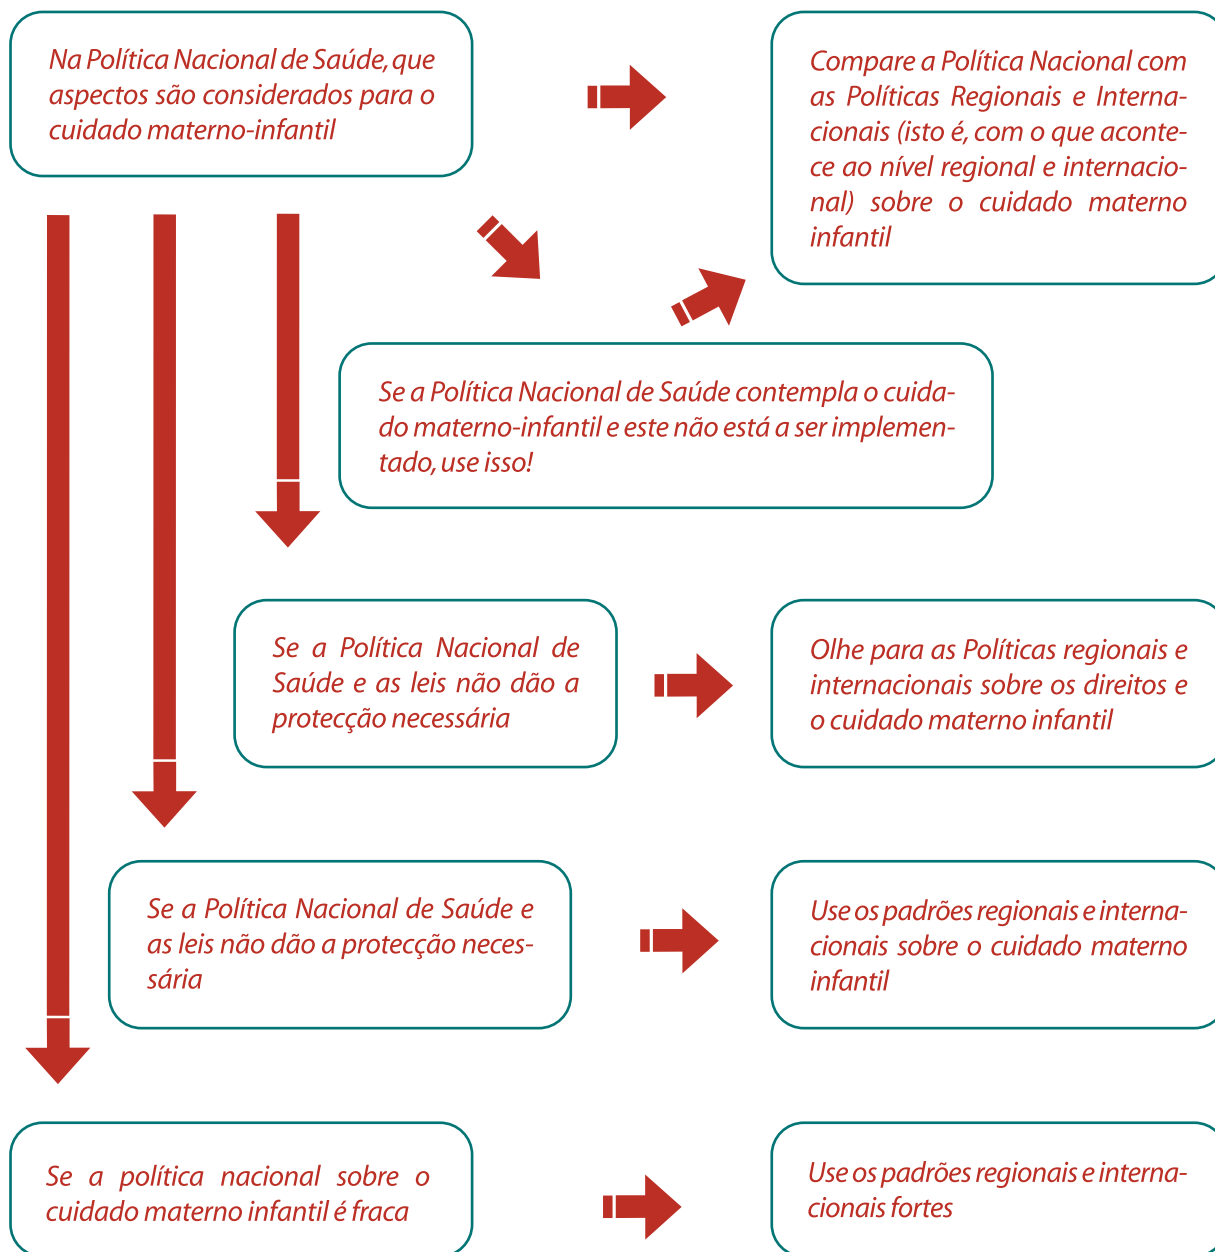 Na Política Nacional de Saúde, que
aspectos são considerados para o
cuidado materno-infantil
Compare a Política Nacional com
as Políticas Regionais e Interna-
cionais (isto é, com o que aconte-
ce ao nível regional e internacio-
nal) sobre o cuidado materno
infantil
Se a Política Nacional de Saúde contempla o cuida-
do materno-infantil e este não está a ser implemen-
tado, use isso!
Se a Política Nacional de
Saúde e as leis não dão a
protecção necessária
Olhe para as Políticas regionais e
internacionais sobre os direitos e
o cuidado materno infantil
Se a Política Nacional de Saúde e
as leis não dão a protecção neces-
sária
Use os padrões regionais e interna-
cionais sobre o cuidado materno
infantil
Se a política nacional sobre o
cuidado materno infantil é fraca
Use os padrões regionais e interna-
cionais fortes